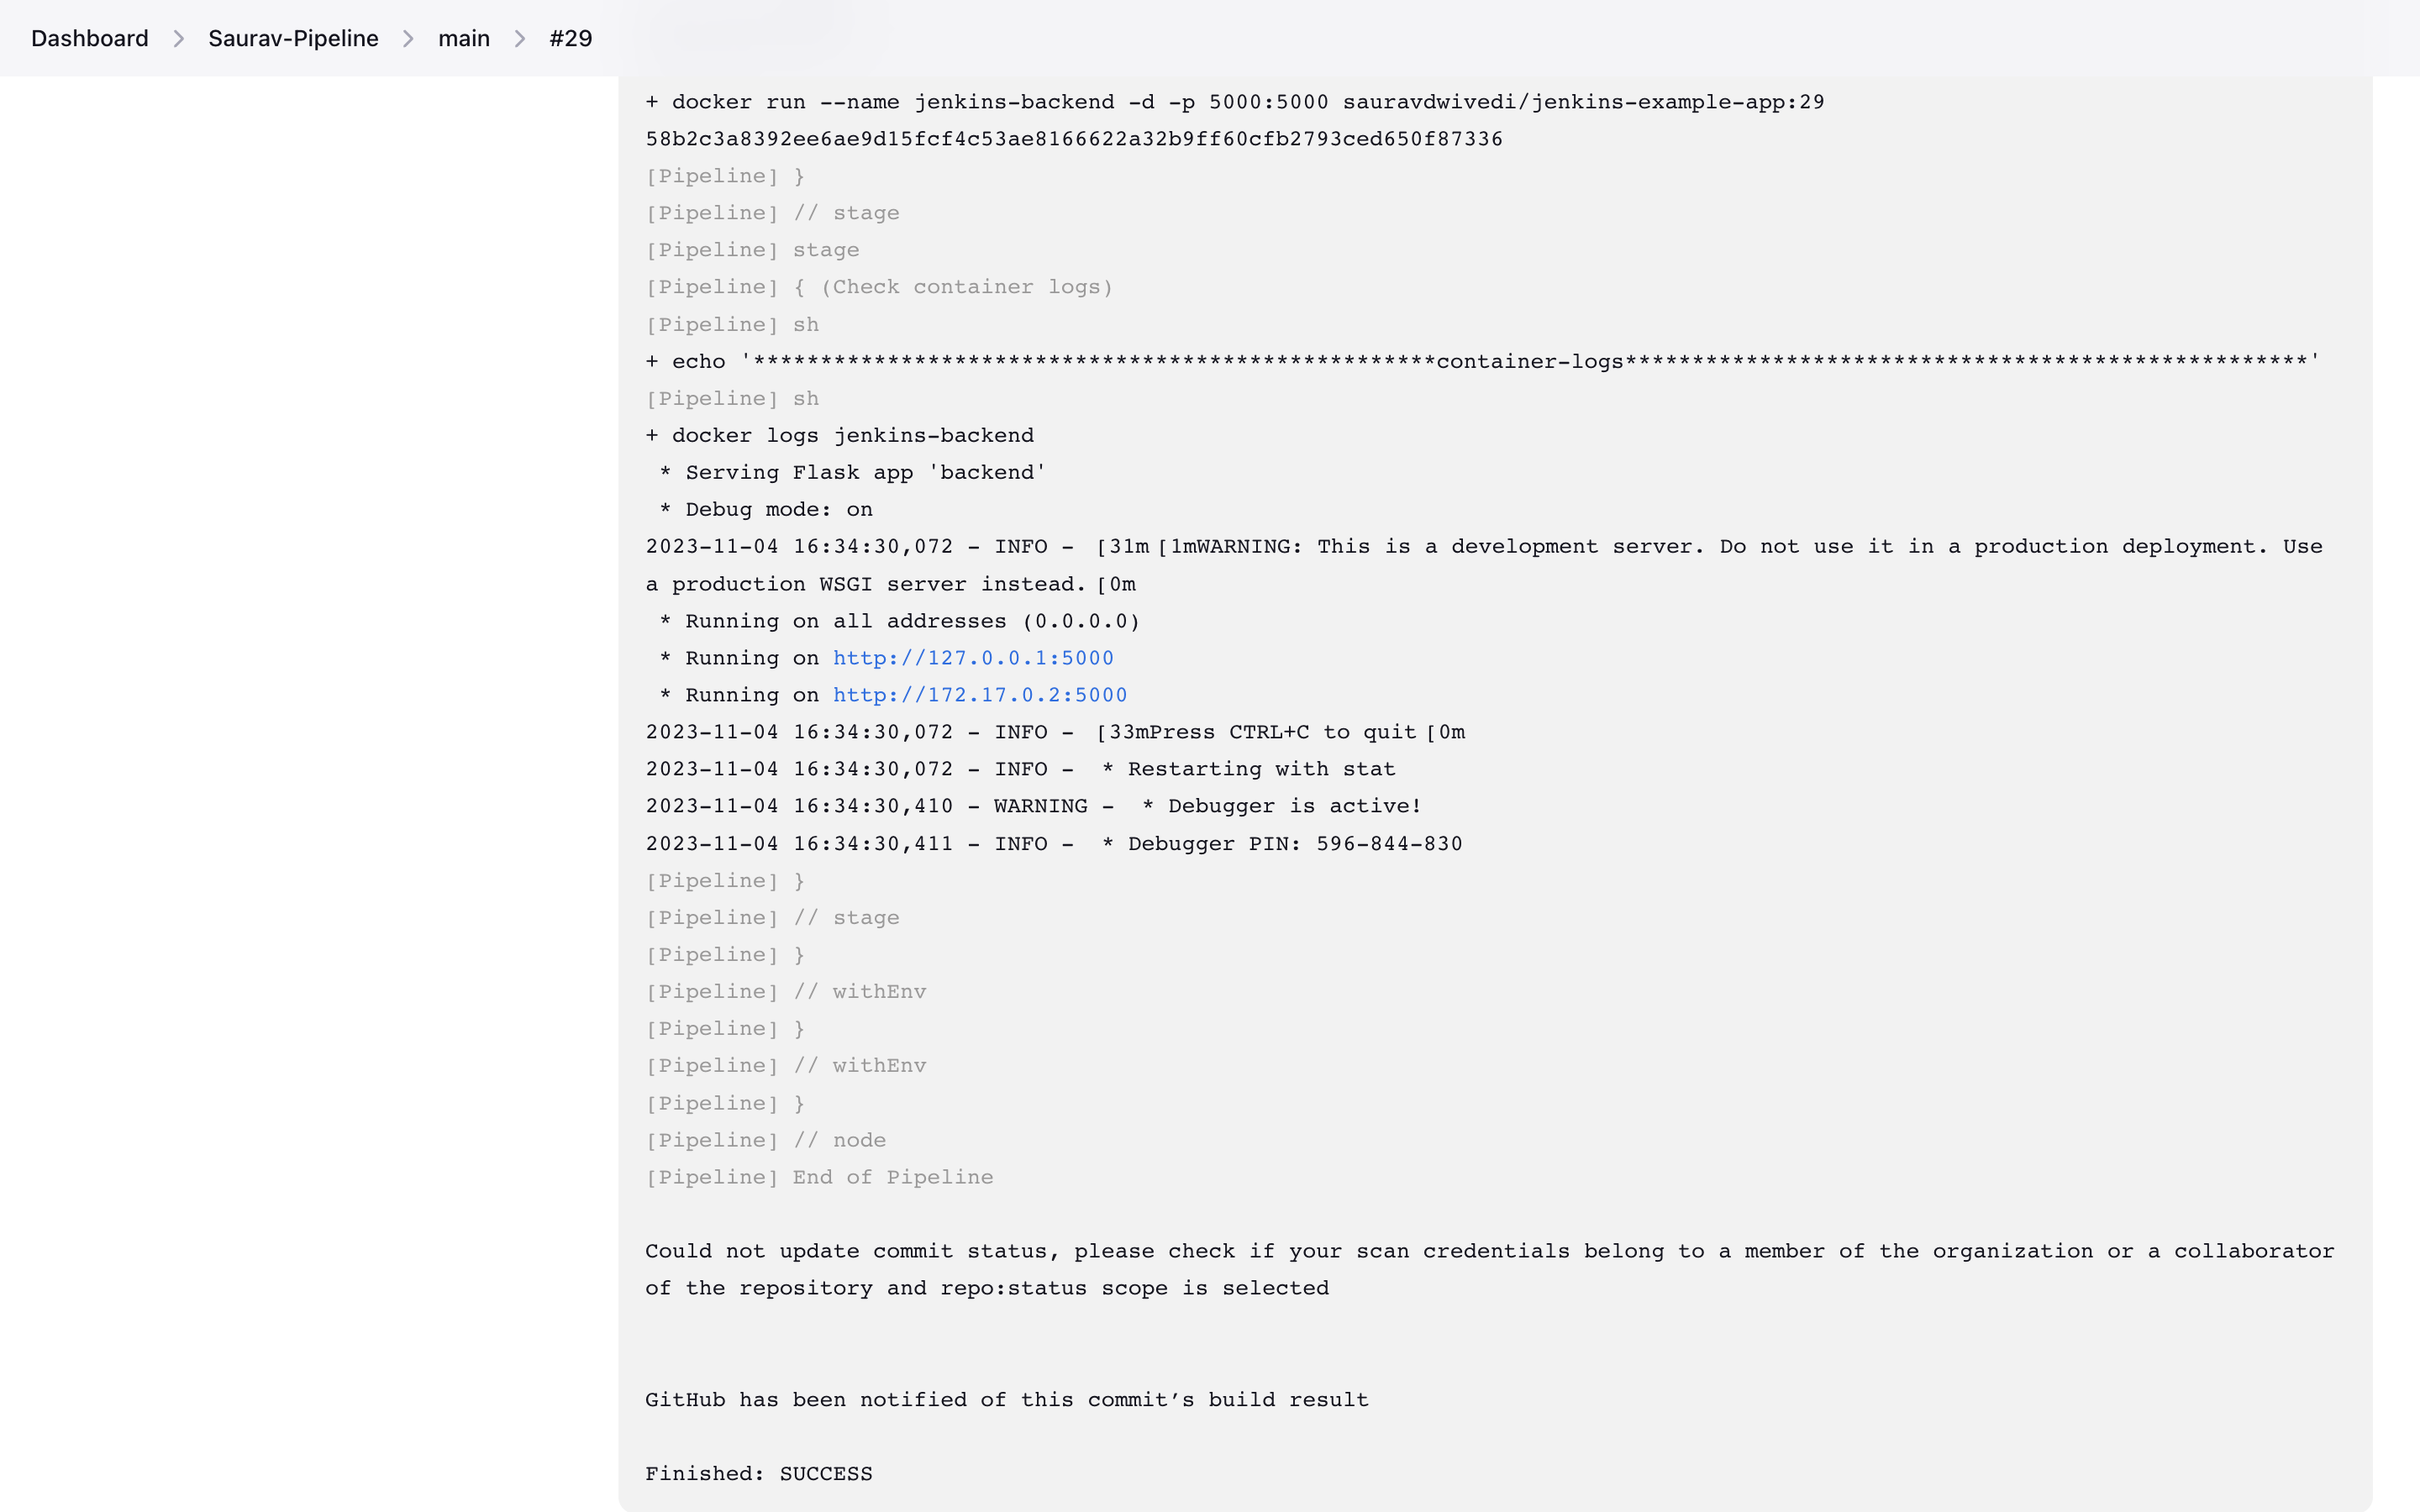 Dashboard > Saurav-Pipeline > main > #29
+ docker run --name jenkins-backend -d -p 5000:5000 sauravdwivedi/jenkins-example-app:29
58b2c3a8392ee6ae9d15fcf4c53ae8166622a32b9ff60cfb2793ced650f87336
[Pipeline] }
[Pipeline] // stage
[Pipeline] stage
[Pipeline] { (Check container logs)
[Pipeline] sh
+ echo '***************************************************container-logs***************************************************'
[Pipeline] sh
+ docker logs jenkins-backend
 * Serving Flask app 'backend'
 * Debug mode: on
2023-11-04 16:34:30,072 - INFO - [31m[1mWARNING: This is a development server. Do not use it in a production deployment. Use
a production WSGI server instead.[0m
 * Running on all addresses (0.0.0.0)
 * Running on http://127.0.0.1:5000
 * Running on http://172.17.0.2:5000
2023-11-04 16:34:30,072 - INFO - [33mPress CTRL+C to quit[0m
2023-11-04 16:34:30,072 - INFO -  * Restarting with stat
2023-11-04 16:34:30,410 - WARNING -  * Debugger is active!
2023-11-04 16:34:30,411 - INFO -  * Debugger PIN: 596-844-830
[Pipeline] }
[Pipeline] // stage
[Pipeline] }
[Pipeline] // withEnv
[Pipeline] }
[Pipeline] // withEnv
[Pipeline] }
[Pipeline] // node
[Pipeline] End of Pipeline
Could not update commit status, please check if your scan credentials belong to a member of the organization or a collaborator
of the repository and repo:status scope is selected
GitHub has been notified of this commit’s build result
Finished: SUCCESS